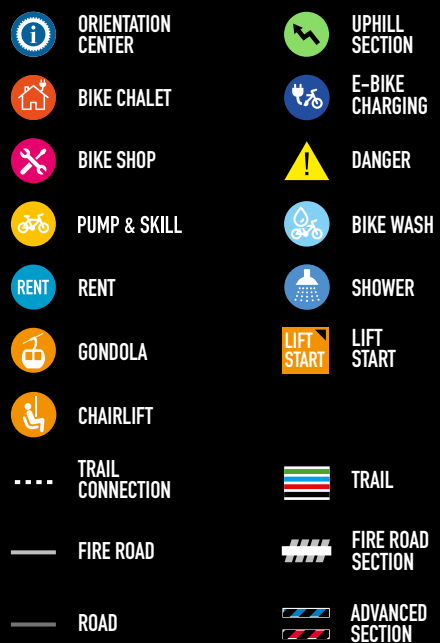 ORIENTATION
CENTER
BIKE CHALET
BIKE SHOP
PUMP & SKILL
RENT RENT
GONDOLA
CHAIRLIFT
TRAIL
CONNECTION
FIRE ROAD
ROAD
UPHILL
SECTION
E-BIKE
CHARGING
! DANGER
BIKE WASH
SHOWER
LIFT
START
LIFT
START
TRAIL
FIRE ROAD
SECTION
ADVANCED
SECTION